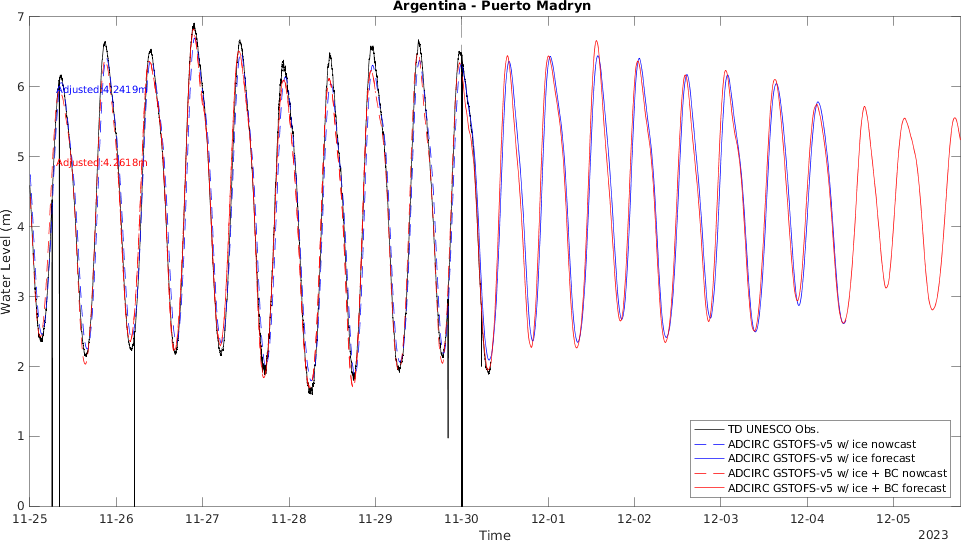 Argentina - Puerto Madryn
7
6
5
4
3
2
1
0
Water Level (m)
Adjusted:4.2419m
Adjusted:4.2618m
TD UNESCO Obs.
ADCIRC GSTOFS-v5 w/ ice nowcast
ADCIRC GSTOFS-v5 w/ ice forecast
ADCIRC GSTOFS-v5 w/ ice + BC nowcast
ADCIRC GSTOFS-v5 w/ ice + BC forecast
11-25 11-26 11-27 11-28 11-29 11-30 12-01 12-02 12-03 12-04 12-05
Time
2023